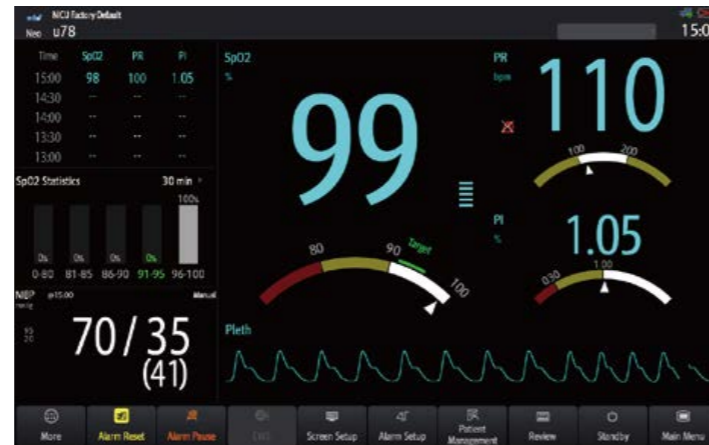 NICU Factory Default
Neo u78
15:0
Time SpO2 PR PI
15:00 98 100 1.05
14:30 -- -- --
14:00 -- -- --
13:30 -- -- --
13:00 -- -- --
SpO2 Statistics 30 min
100%
0% 0% 0% 0%
0-80 81-85 86-90 91-95 96-100
NIBP @15:00 Manual
mmHg
95
20
70/35
(41)
SpO2
%
99
80 90 Target 100
PR
bpm
110
100 200
PI
%
1.05
0.30 1.00
Pleth
More
Alarm Reset
Alarm Pause
Screen Setup
Alarm Setup
Patient Management
Review
Standby
Main Menu